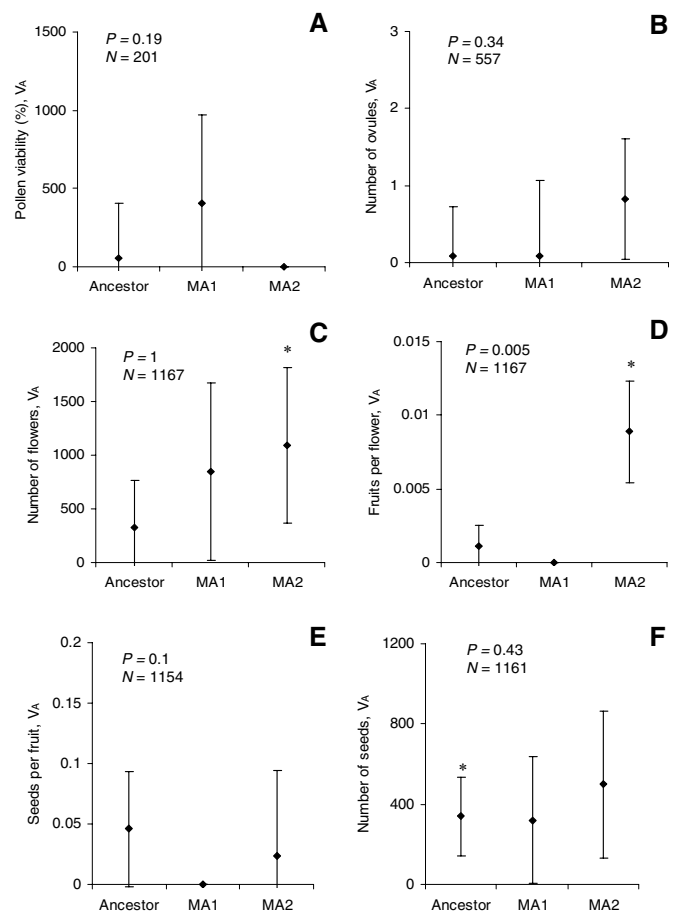 A
P = 0.19
N = 201
Pollen viability (%), VA
1500
1000
500
0
Ancestor MA1 MA2
B
P = 0.34
N = 557
Number of ovules, VA
3
2
1
0
Ancestor MA1 MA2
C
P = 1
N = 1167
*
Number of flowers, VA
2000
1500
1000
500
0
Ancestor MA1 MA2
D
P = 0.005
N = 1167
*
Fruits per flower, VA
0.015
0.01
0.005
0
Ancestor MA1 MA2
E
P = 0.1
N = 1154
Seeds per fruit, VA
0.2
0.15
0.1
0.05
0
Ancestor MA1 MA2
F
P = 0.43
N = 1161
*
Number of seeds, VA
1200
800
400
0
Ancestor MA1 MA2